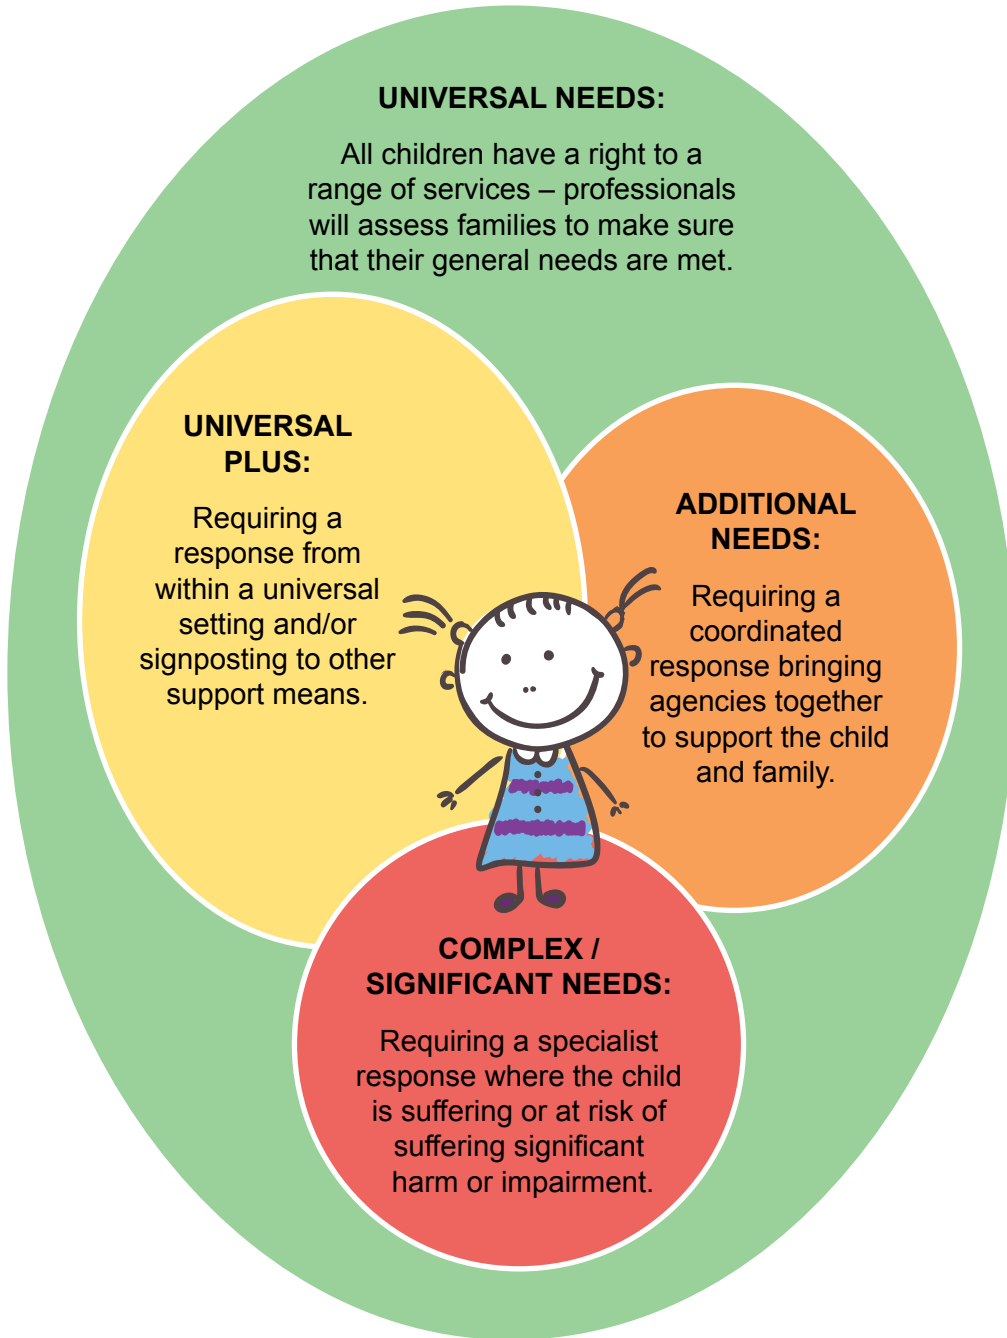 UNIVERSAL NEEDS:
All children have a right to a
range of services – professionals
will assess families to make sure
that their general needs are met.
UNIVERSAL
PLUS:
Requiring a
response from
within a universal
setting and/or
signposting to other
support means.
ADDITIONAL
NEEDS:
Requiring a
coordinated
response bringing
agencies together
to support the child
and family.
COMPLEX /
SIGNIFICANT NEEDS:
Requiring a specialist
response where the child
is suffering or at risk of
suffering significant
harm or impairment.